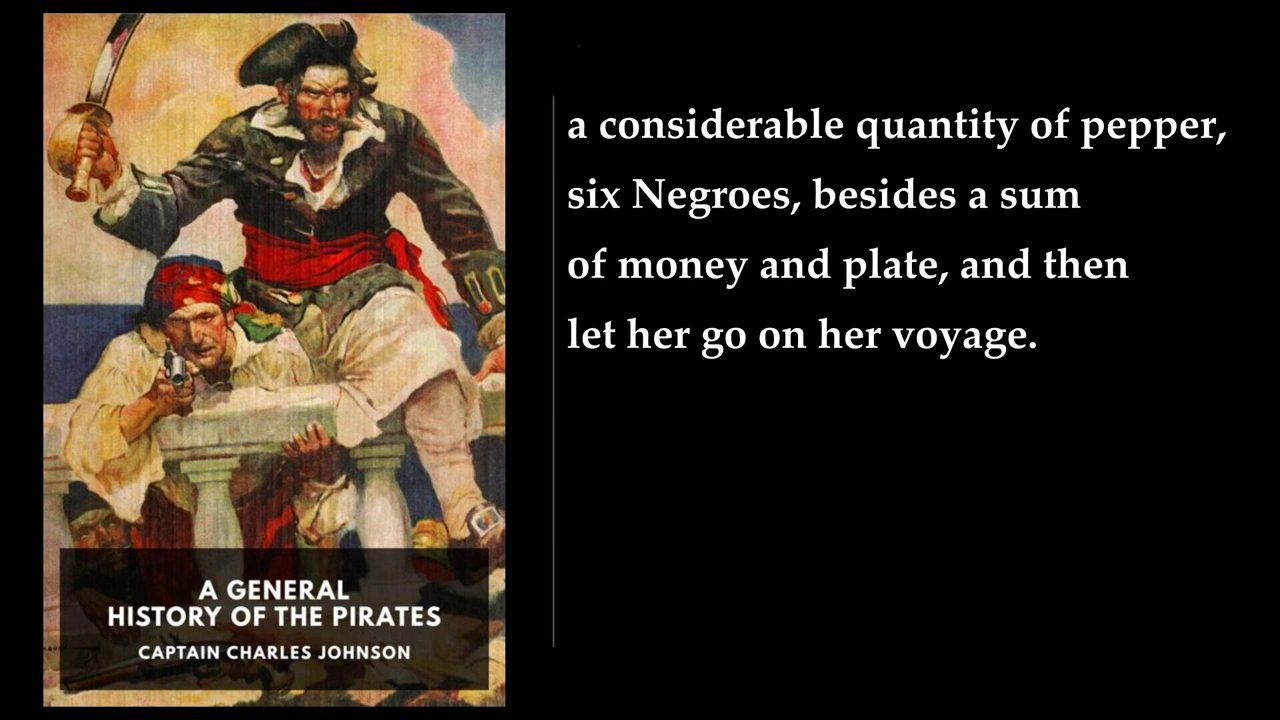 a considerable quantity of pepper,
six Negroes, besides a sum
of money and plate, and then
let her go on her voyage.
A GENERAL
HISTORY OF THE PIRATES
CAPTAIN CHARLES JOHNSON